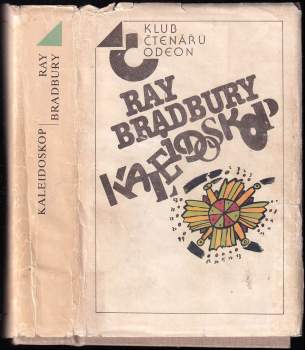 KLUB
ČTENÁŘŮ
ODEON
RAY
BRADBURY
KALEIDOSKOP
RAY
BRADBURY
KALEIDOSKOP